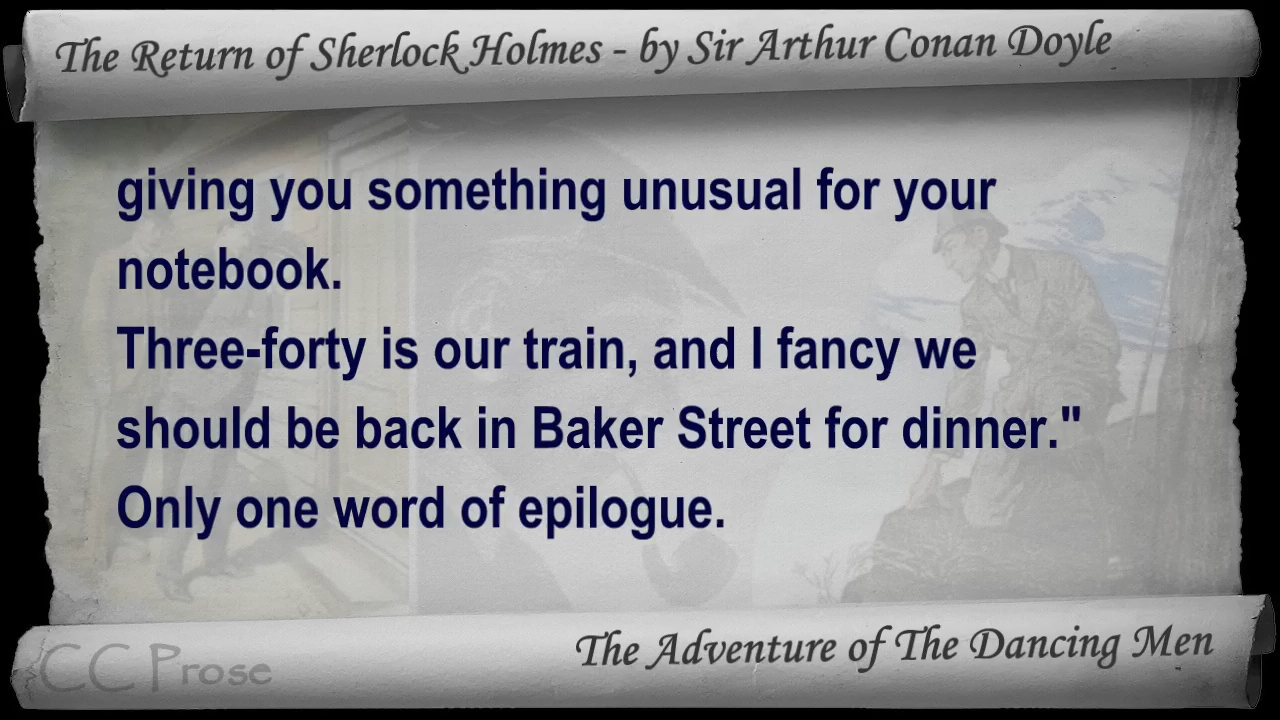 The Return of Sherlock Holmes - by Sir Arthur Conan Doyle
giving you something unusual for your
notebook.
Three-forty is our train, and I fancy we
should be back in Baker Street for dinner."
Only one word of epilogue.
The Adventure of The Dancing Men
CC Prose